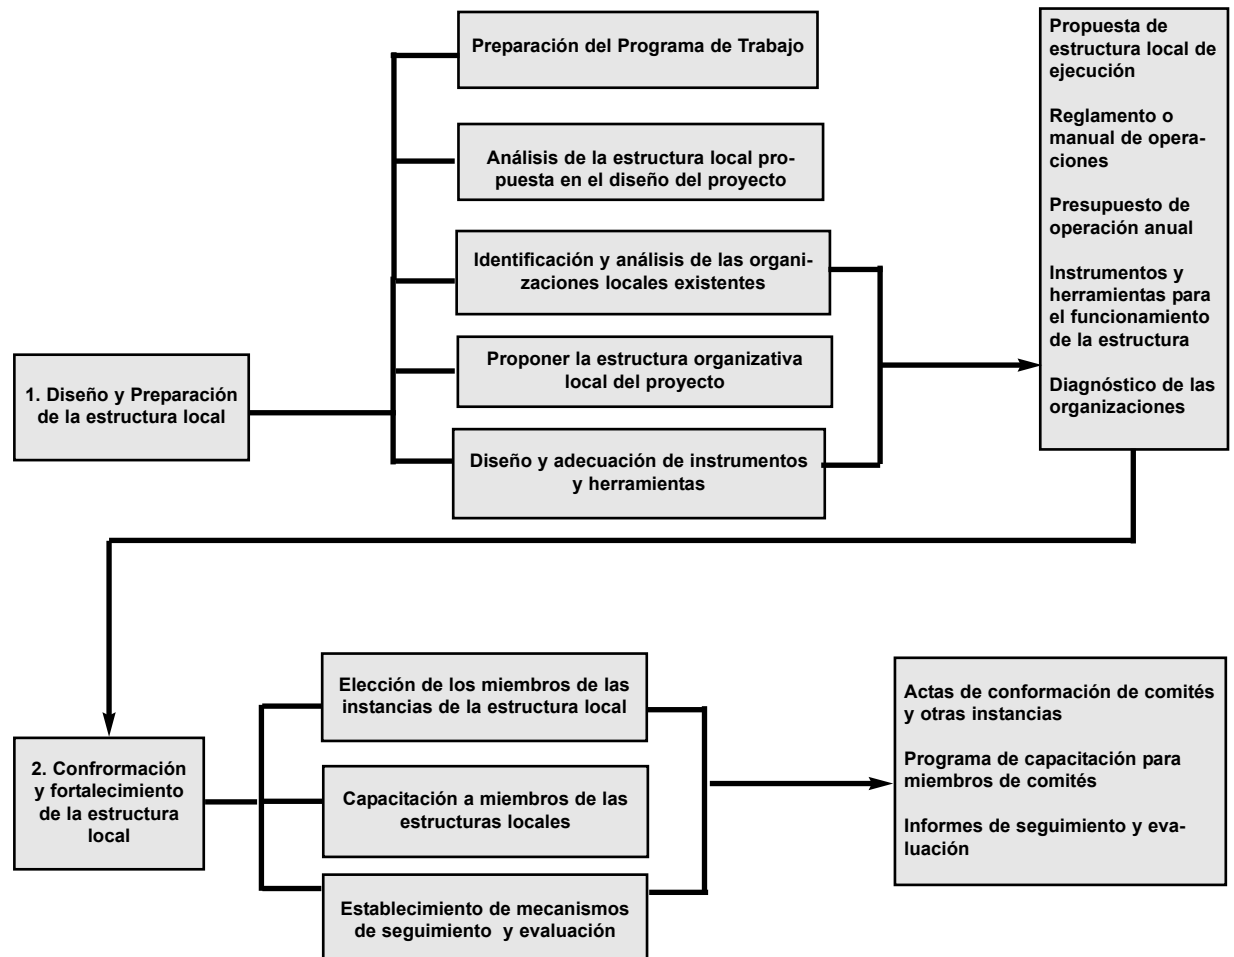 Preparación del Programa de Trabajo
Análisis de la estructura local pro-
puesta en el diseño del proyecto
Identificación y análisis de las organi-
zaciones locales existentes
Proponer la estructura organizativa
local del proyecto
Diseño y adecuación de instrumentos
y herramientas
1. Diseño y Preparación
de la estructura local
Propuesta de
estructura local de
ejecución
Reglamento o
manual de opera-
ciones
Presupuesto de
operación anual
Instrumentos y
herramientas para
el funcionamiento
de la estructura
Diagnóstico de las
organizaciones
2. Confrormación
y fortalecimiento
de la estructura
local
Elección de los miembros de las
instancias de la estructura local
Capacitación a miembros de las
estructuras locales
Establecimiento de mecanismos
de seguimiento y evaluación
Actas de conformación de comités
y otras instancias
Programa de capacitación para
miembros de comités
Informes de seguimiento y eva-
luación